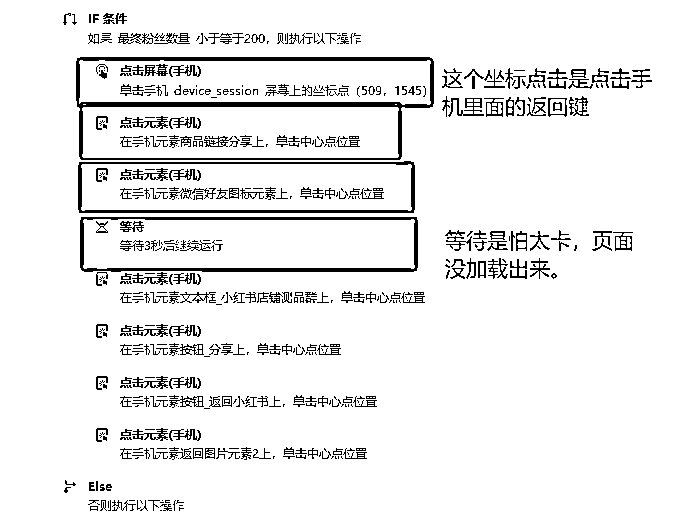 IF 条件
如果 最终粉丝数量 小于等于200，则执行以下操作
点击屏幕(手机)
单击手机 device_session 屏幕上的坐标点（509，1545）
这个坐标点击是点击手
机里面的返回键
点击元素(手机)
在手机元素商品链接分享上，单击中心点位置
点击元素(手机)
在手机元素微信好友图标元素上，单击中心点位置
等待
等待3秒后继续运行
等待是怕太卡，页面
没加载出来。
点击元素(手机)
在手机元素文本框_小红书店铺测品群上，单击中心点位置
点击元素(手机)
在手机元素按钮_分享上，单击中心点位置
点击元素(手机)
在手机元素按钮_返回小红书上，单击中心点位置
点击元素(手机)
在手机元素返回图片元素2上，单击中心点位置
Else
否则执行以下操作